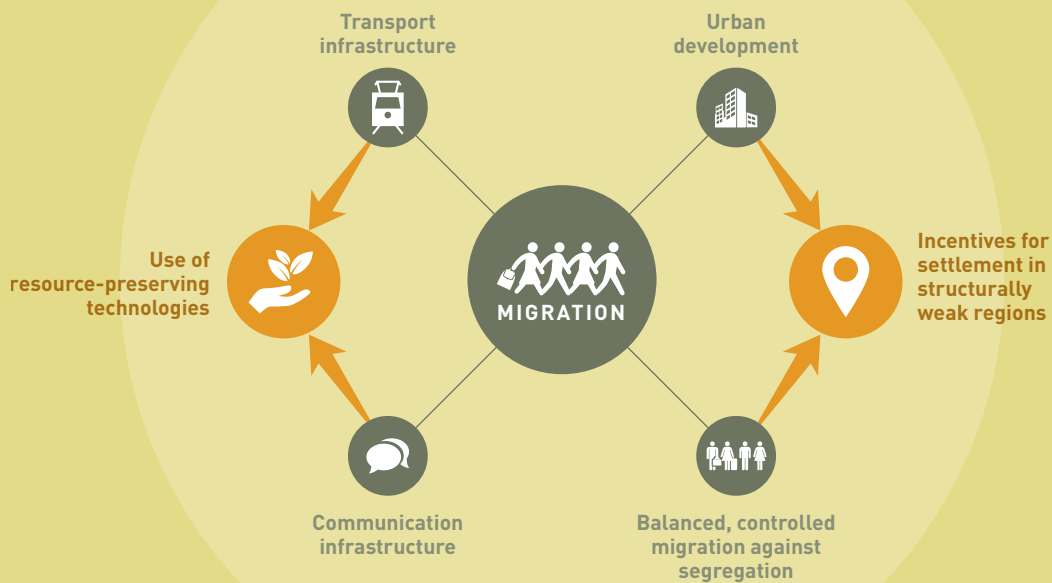 Transport
infrastructure
Urban
development
Use of
resource-preserving
technologies
MIGRATION
Incentives for
settlement in
structurally
weak regions
Communication
infrastructure
Balanced, controlled
migration against
segregation